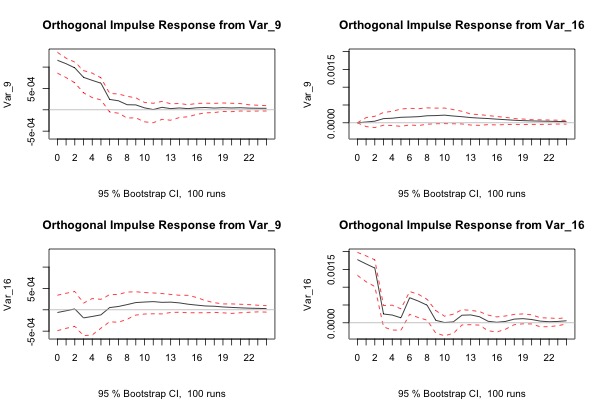 Orthogonal Impulse Response from Var_9
Var_9
5e-04
-5e-04
0 2 4 6 8 10 13 16 19 22
95 % Bootstrap CI, 100 runs
Orthogonal Impulse Response from Var_16
Var_9
0.0015
0.0000
0 2 4 6 8 10 13 16 19 22
95 % Bootstrap CI, 100 runs
Orthogonal Impulse Response from Var_9
Var_16
5e-04
-5e-04
0 2 4 6 8 10 13 16 19 22
95 % Bootstrap CI, 100 runs
Orthogonal Impulse Response from Var_16
Var_16
0.0015
0.0000
0 2 4 6 8 10 13 16 19 22
95 % Bootstrap CI, 100 runs